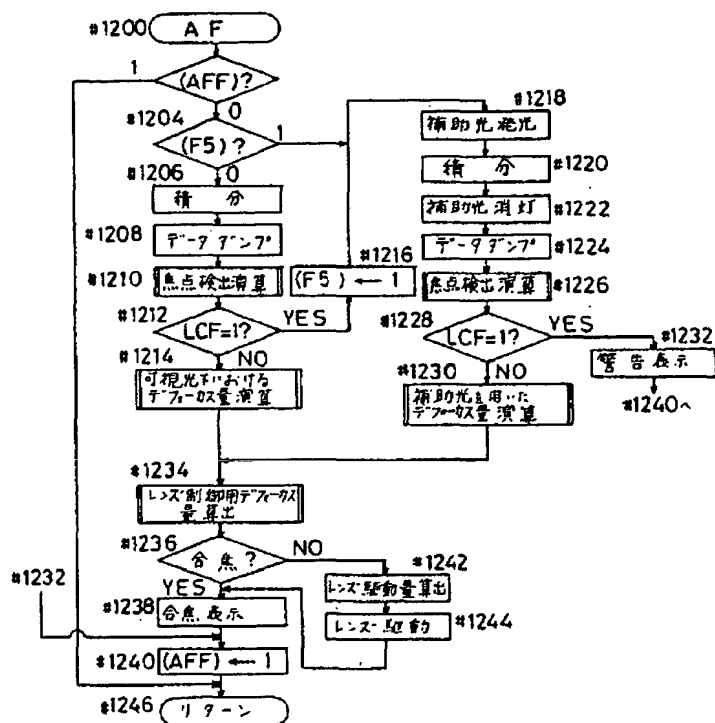 #1200
AF
1
(AFF)?
0
#1204
(F5)?
1
0
#1206
積分
#1208
データダンプ
#1210
焦点検出演算
#1212
LCF=1?
YES
NO
#1216
(F5)←1
#1214
可視光下における
デフォーカス量演算
#1218
補助光発光
#1220
積分
#1222
補助光消灯
#1224
データダンプ
#1226
焦点検出演算
#1228
LCF=1?
YES
NO
#1232
警告表示
#1240へ
#1230
補助光を用いた
デフォーカス量演算
#1234
レンズ制御用デフォーカス
量算出
#1236
合焦?
NO
YES
#1242
レンズ駆動量算出
#1244
レンズ駆動
#1232
#1238
合焦表示
#1240
(AFF)←1
#1246
リターン